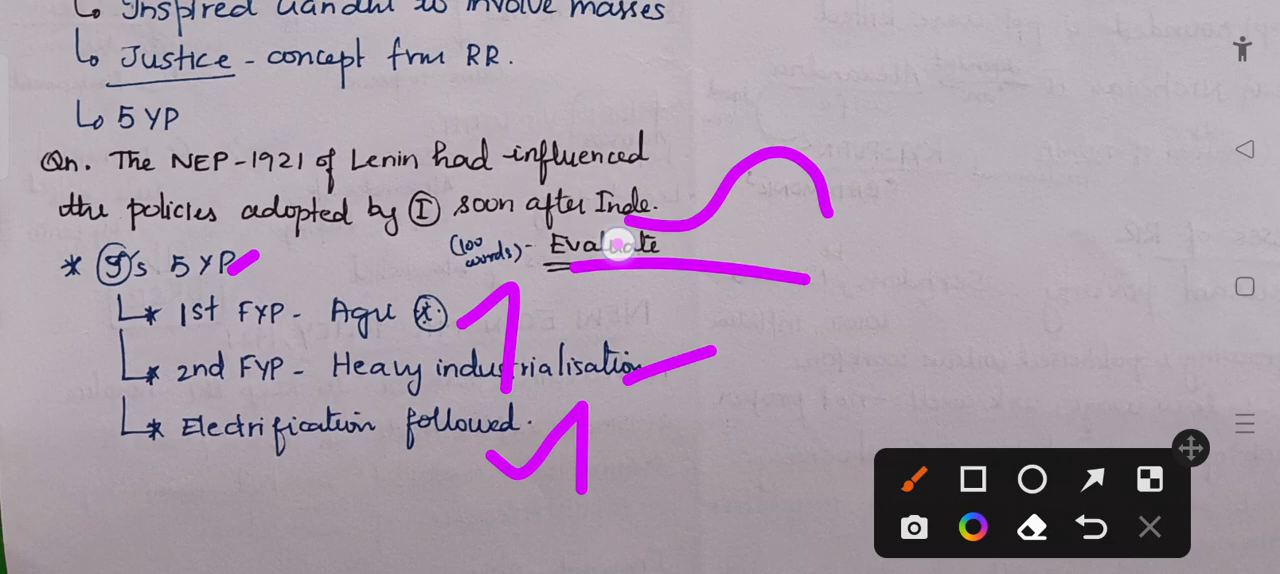 ↳ Inspired Gandhi to involve masses
↳ Justice - concept frm RR.
↳ 5 YP
Qn. The NEP-1921 of Lenin had influenced
the policies adopted by Ⓘ soon after Inde.
(100 words) - Evaluate
* 5 YP
↳* 1st FYP - Agri
↳* 2nd FYP - Heavy industrialisation
↳* Electrification followed.